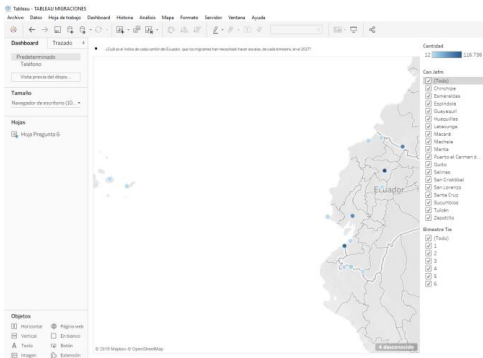 Tableau - TABLEAU MIGRACIONES
Archivo Datos Hoja de trabajo Dashboard Historia Análisis Mapa Formato Servidor Ventana Ayuda
Dashboard Trazado
Predeterminado
Teléfono
Vista previa del dispo...
Tamaño
Navegador de escritorio (10...
Hojas
Hoja Pregunta 6
Objetos
Horizontal Página web
Vertical En blanco
Texto Botón
Imagen Extensión
Ecuador
© 2019 Mapbox © OpenStreetMap
4 desconocido
Cantidad
12 116.736
Can Jefm
(Todo)
Chinchipe
Esmeraldas
Espíndola
Guayaquil
Huaquillas
Latacunga
Macará
Machala
Manta
Puerto el Carmen d...
Quito
Salinas
San Cristóbal
San Lorenzo
Santa Cruz
Sucumbíos
Tulcán
Zapotillo
Bimestre Tie
(Todo)
1
2
3
4
5
6